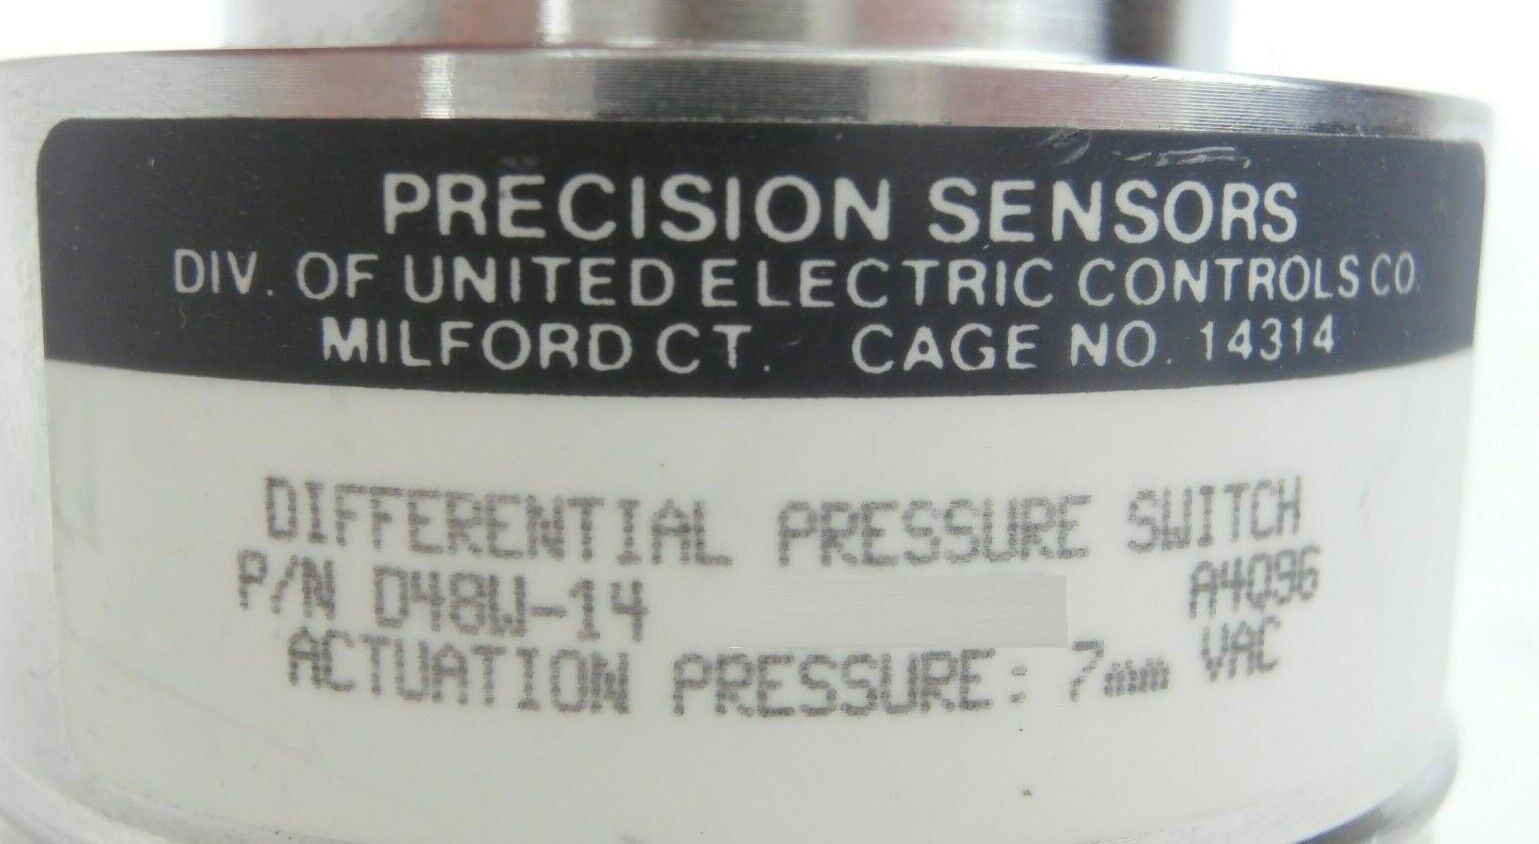 PRECISION SENSORS
DIV. OF UNITED ELECTRIC CONTROLS CO.
MILFORD CT. CAGE NO. 14314
DIFFERENTIAL PRESSURE SWITCH
P/N D48W-14 A4Q96
ACTUATION PRESSURE: 7mm VAC